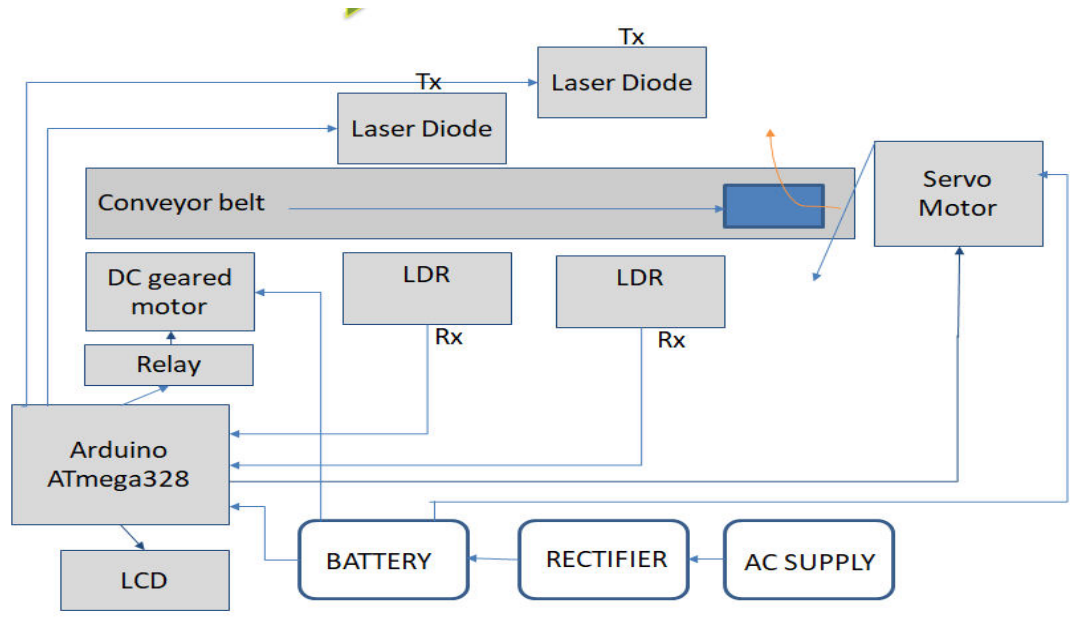 Tx
Laser Diode
Tx
Laser Diode
Conveyor belt
Servo
Motor
DC geared
motor
LDR
Rx
LDR
Rx
Relay
Arduino
ATmega328
LCD
BATTERY
RECTIFIER
AC SUPPLY